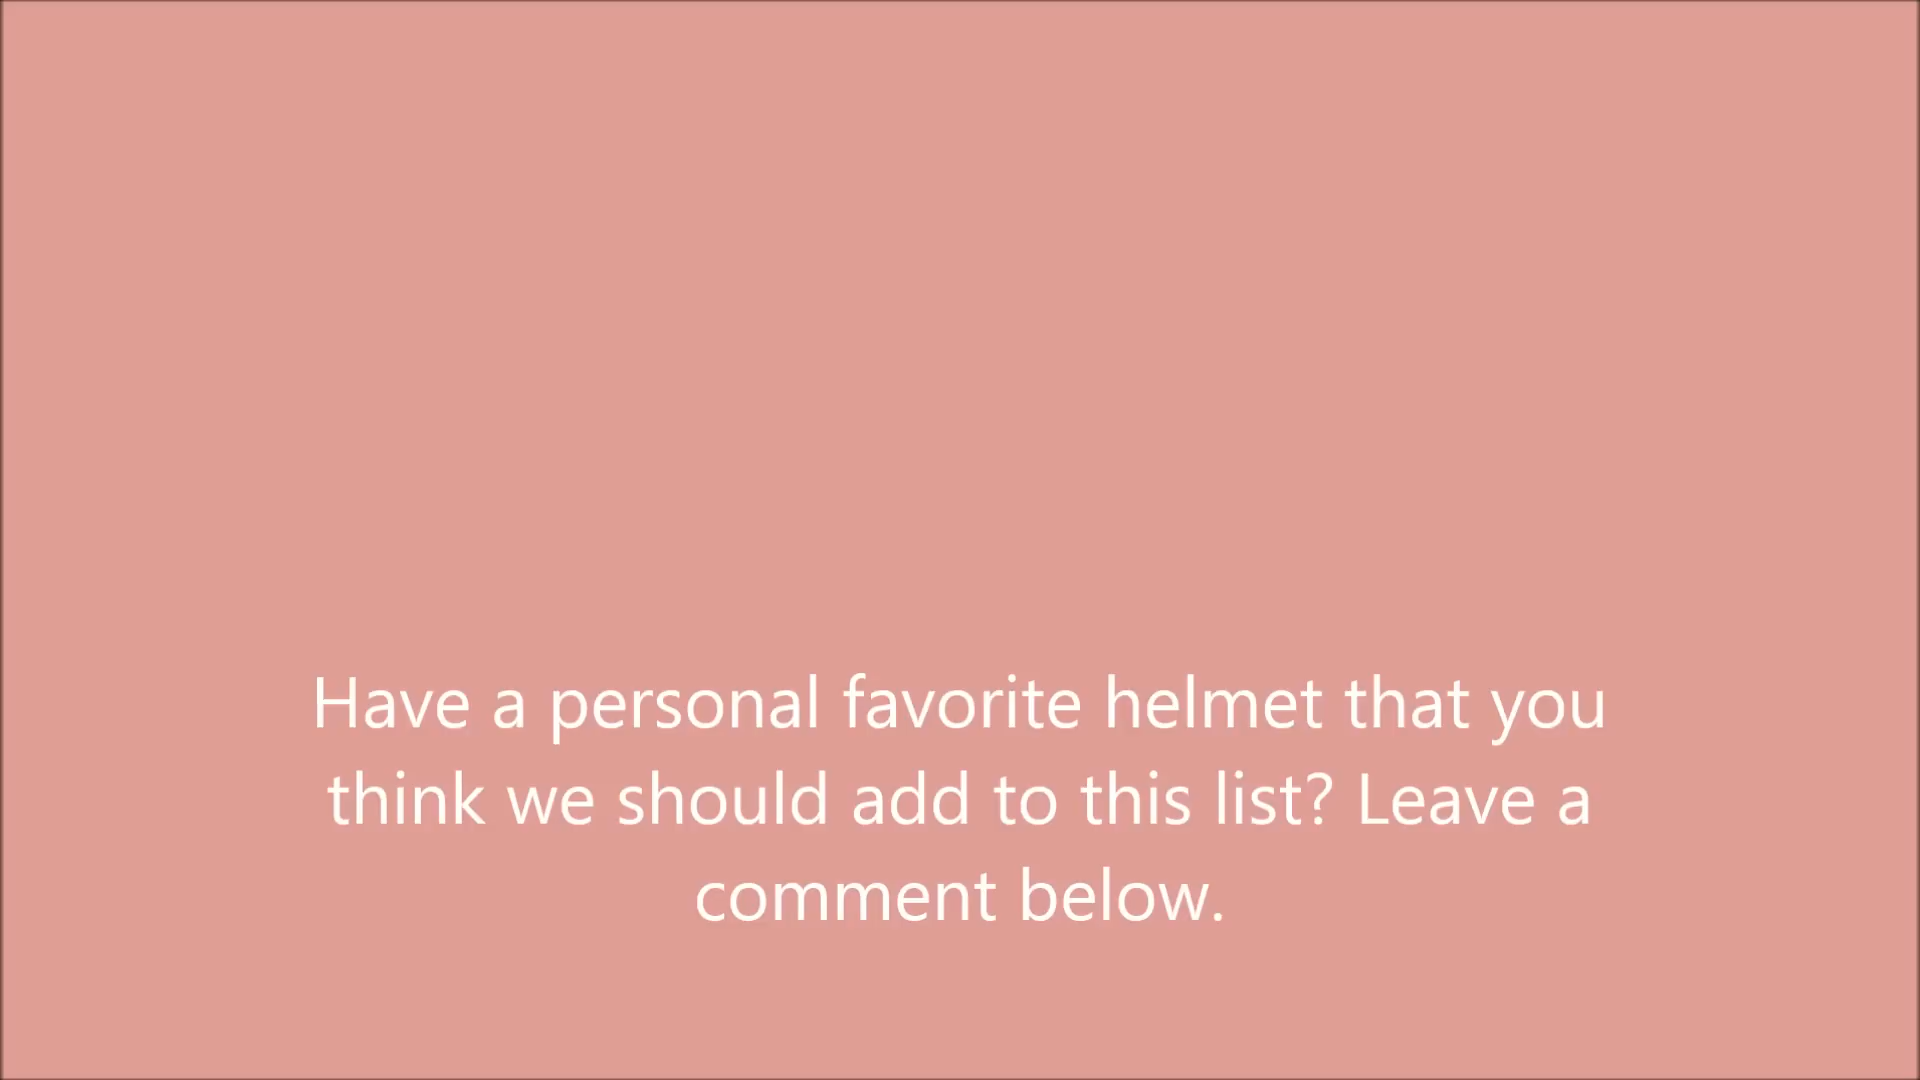 Have a personal favorite helmet that you
think we should add to this list? Leave a
comment below.